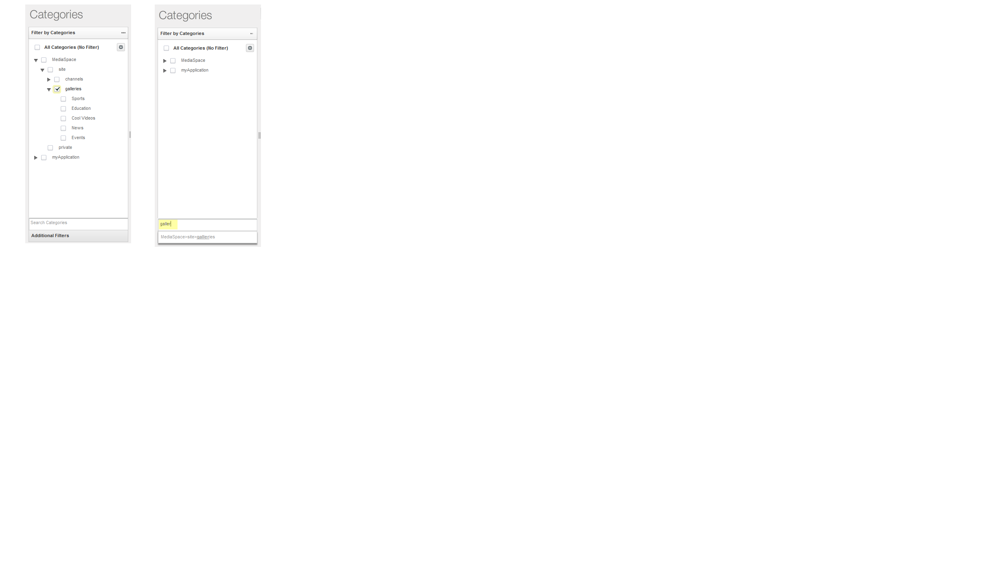 Categories
Filter by Categories
All Categories (No Filter)
MediaSpace
site
channels
galleries
Sports
Education
Cool Videos
News
Events
private
myApplication
Search Categories
Additional Filters
Categories
Filter by Categories
All Categories (No Filter)
MediaSpace
myApplication
galler
MediaSpace>site>galleries